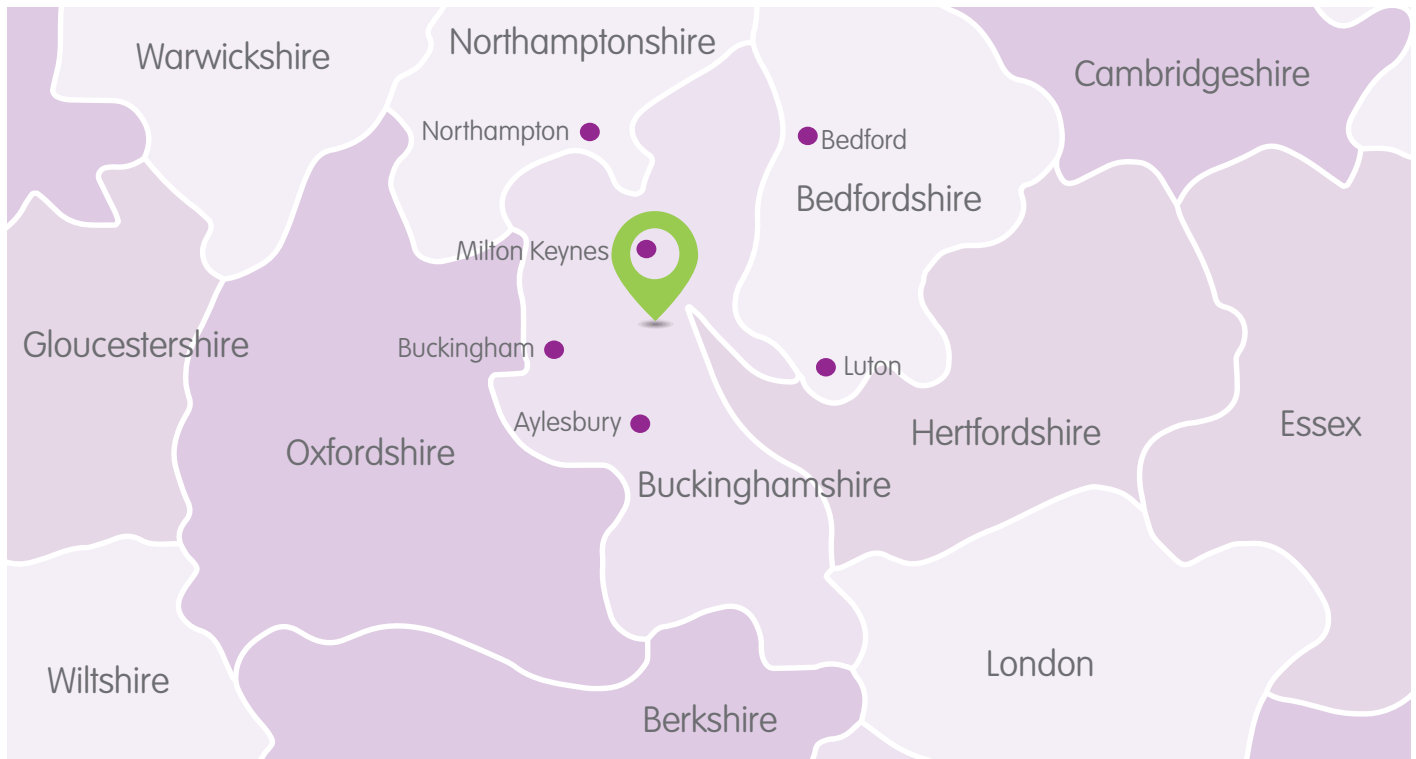 Northamptonshire
Warwickshire
Cambridgeshire
Northampton
Bedford
Bedfordshire
Milton Keynes
Gloucestershire
Buckingham
Luton
Aylesbury
Hertfordshire
Essex
Oxfordshire
Buckinghamshire
London
Wiltshire
Berkshire